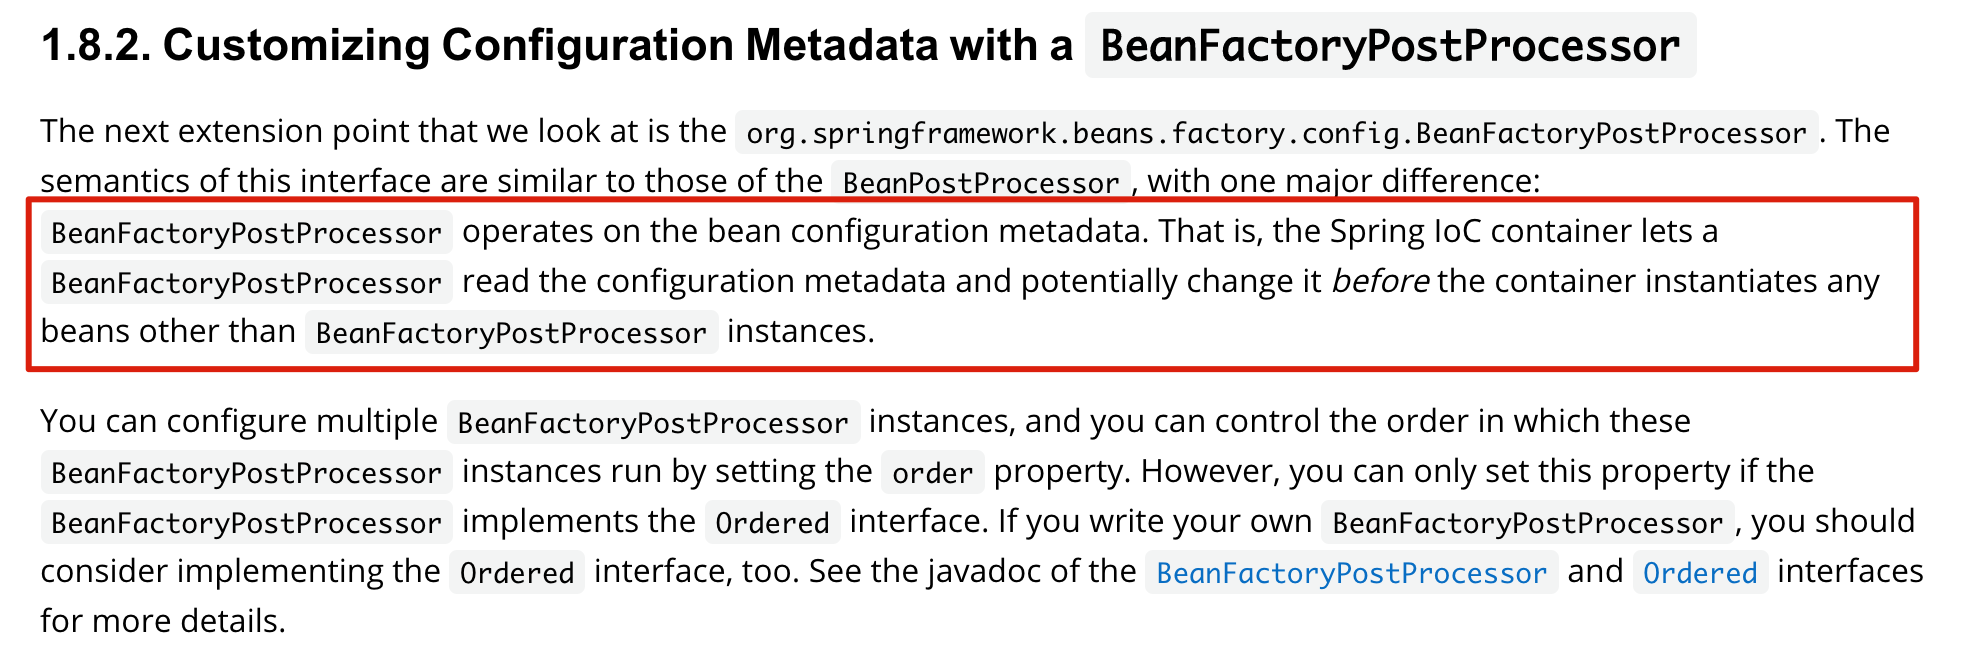 1.8.2. Customizing Configuration Metadata with a BeanFactoryPostProcessor
The next extension point that we look at is the org.springframework.beans.factory.config.BeanFactoryPostProcessor. The
semantics of this interface are similar to those of the BeanPostProcessor, with one major difference:
BeanFactoryPostProcessor operates on the bean configuration metadata. That is, the Spring IoC container lets a
BeanFactoryPostProcessor read the configuration metadata and potentially change it before the container instantiates any
beans other than BeanFactoryPostProcessor instances.
You can configure multiple BeanFactoryPostProcessor instances, and you can control the order in which these
BeanFactoryPostProcessor instances run by setting the order property. However, you can only set this property if the
BeanFactoryPostProcessor implements the Ordered interface. If you write your own BeanFactoryPostProcessor, you should
consider implementing the Ordered interface, too. See the javadoc of the BeanFactoryPostProcessor and Ordered interfaces
for more details.